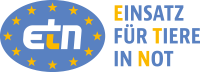 etn
EINSATZ
FÜR TIERE
IN NOT